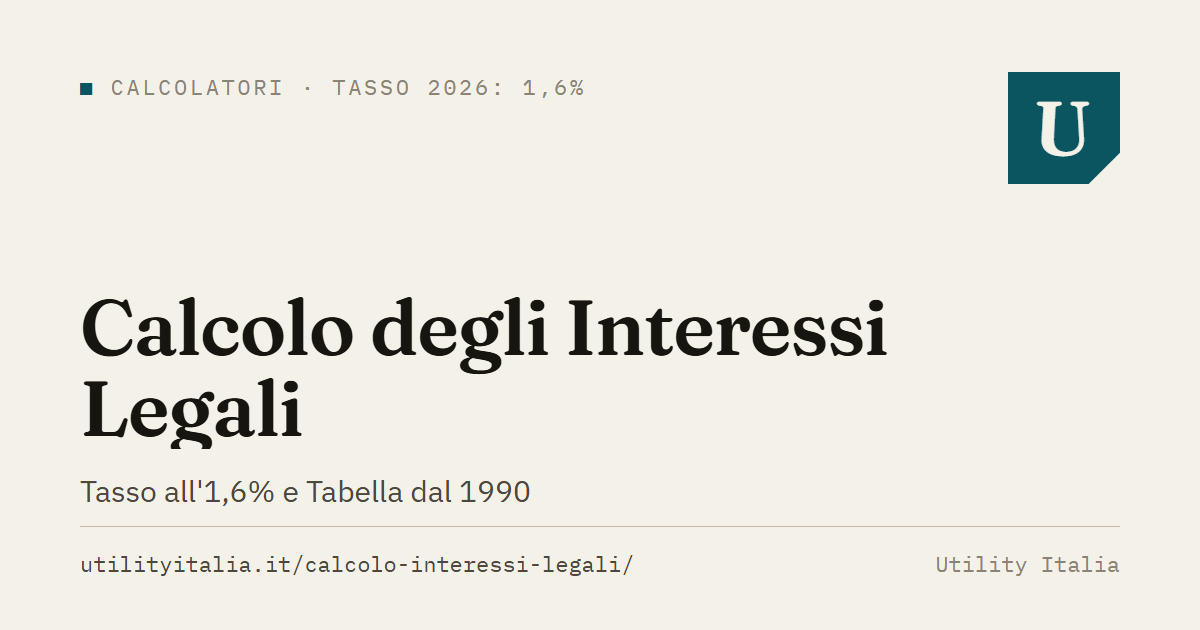 CALCOLATORI · TASSO 2026: 1,6%
U
Calcolo degli Interessi
Legali
Tasso all'1,6% e Tabella dal 1990
utilityitalia.it/calcolo-interessi-legali/
Utility Italia